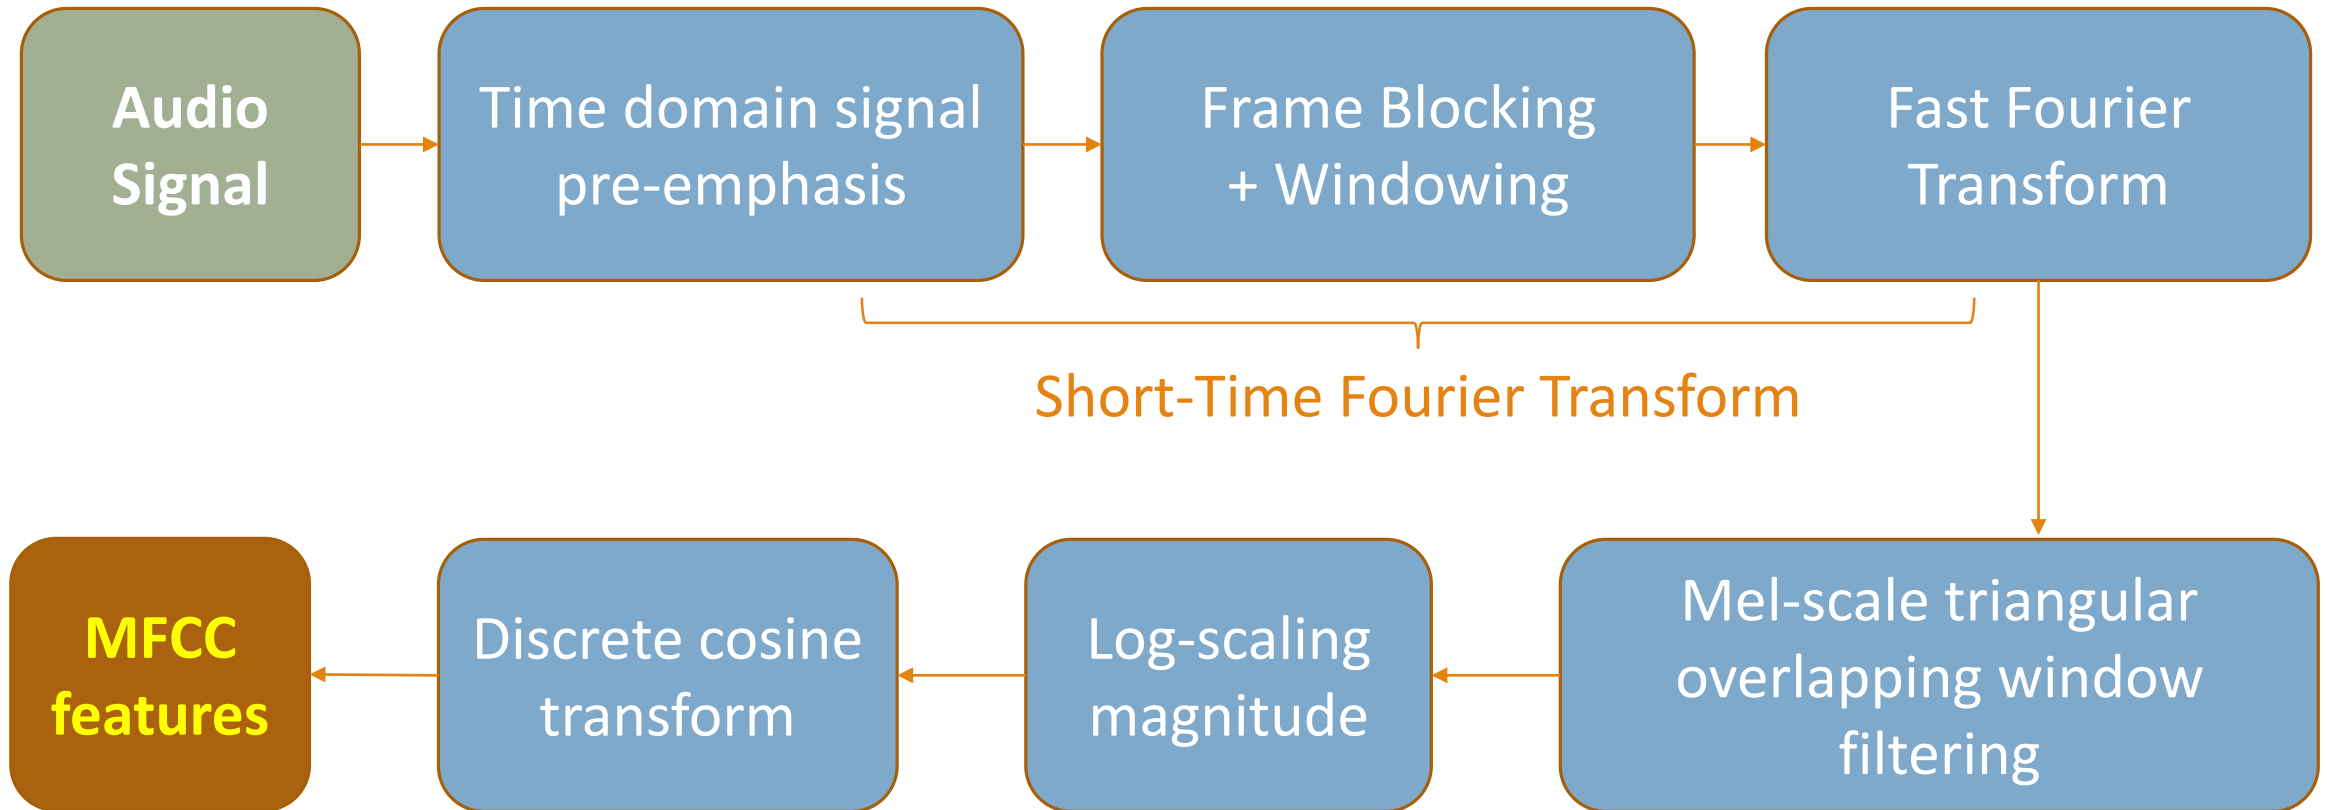 Audio
Signal
Time domain signal
pre-emphasis
Frame Blocking
+ Windowing
Fast Fourier
Transform
Short-Time Fourier Transform
MFCC
features
Discrete cosine
transform
Log-scaling
magnitude
Mel-scale triangular
overlapping window
filtering